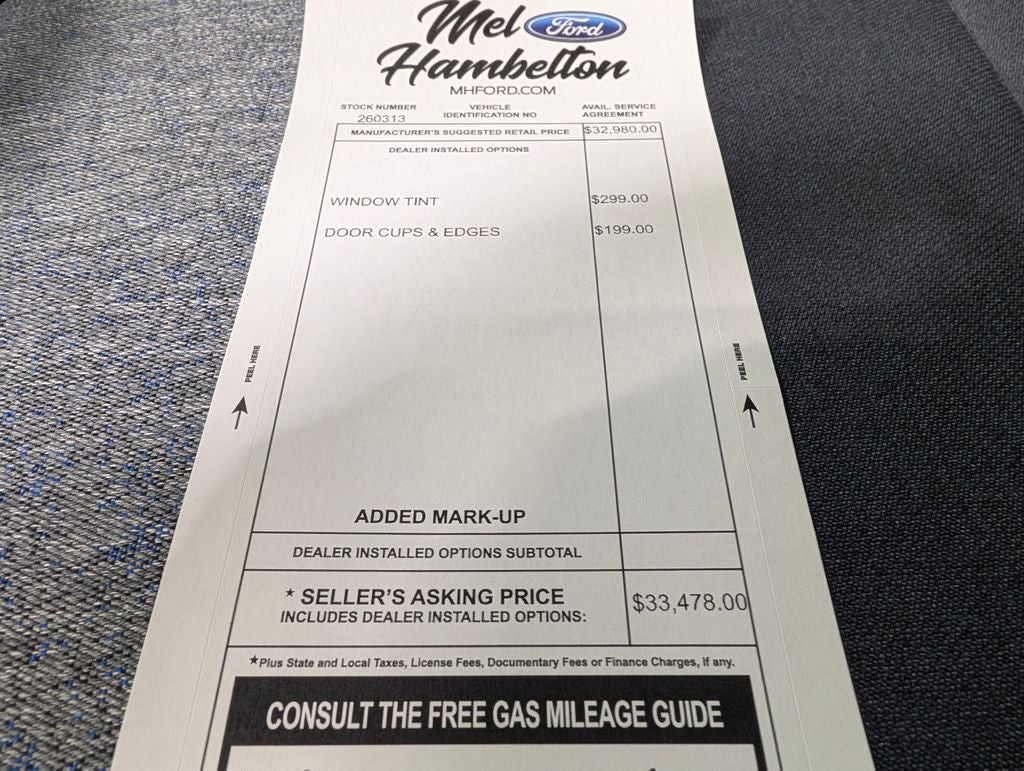 Mel Ford
Hambelton
MHFORD.COM
STOCK NUMBER VEHICLE IDENTIFICATION NO AVAIL. SERVICE AGREEMENT
260313
MANUFACTURER'S SUGGESTED RETAIL PRICE $32,980.00
DEALER INSTALLED OPTIONS
WINDOW TINT $299.00
DOOR CUPS & EDGES $199.00
PEEL HERE PEEL HERE
ADDED MARK-UP
DEALER INSTALLED OPTIONS SUBTOTAL
* SELLER'S ASKING PRICE $33,478.00
INCLUDES DEALER INSTALLED OPTIONS:
*Plus State and Local Taxes, License Fees, Documentary Fees or Finance Charges, if any.
CONSULT THE FREE GAS MILEAGE GUIDE